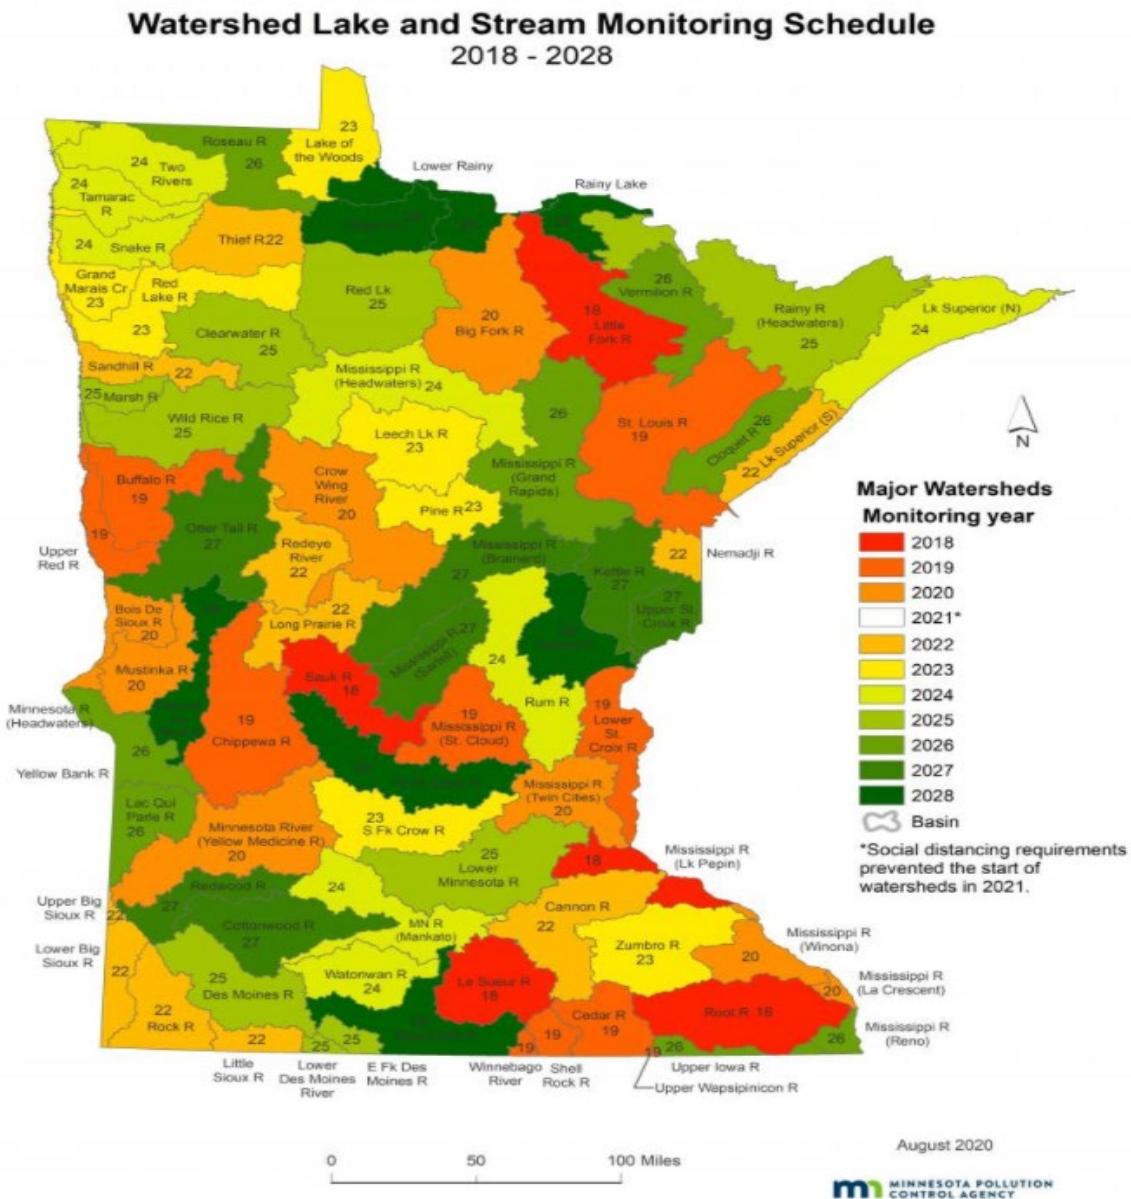 Watershed Lake and Stream Monitoring Schedule
2018 - 2028
23
Lake of
the Woods
Roseau R
26
24 Two
Rivers
Lower Rainy
Rainy Lake
24
Tamarac
R
24 Snake R
Thief R22
Grand
Marais Cr
23
Red
Lake R
23
Red Lk
25
20
Big Fork R
18
Little
Fork R
26
Vermilion R
Rainy R
(Headwaters)
25
Lk Superior (N)
24
Clearwater R
25
Sandhill R
22
Mississippi R
(Headwaters) 24
25 Marsh R
Wild Rice R
25
Leech Lk R
23
26
St. Louis R
19
26
Cloquet R
22 Lk Superior (S)
N
Buffalo R
19
19
Upper
Red R
Crow
Wing
River
20
Mississippi R
(Grand
Rapids)
Pine R 23
Otter Tail R
27
Redeye
River
22
Mississippi R
(Brainerd)
27
Kettle R
27
22
Nemadji R
27
Upper St.
Croix R
Bois De
Sioux R
20
22
Long Prairie R
Mississippi R 27
(Sartell)
24
Mustinka R
20
Sauk R
18
Rum R
19
Lower
St.
Croix R
Minnesota R
(Headwaters)
26
19
Chippewa R
19
Mississippi R
(St. Cloud)
Yellow Bank R
Lac Qui
Parle R
26
Mississippi R
(Twin Cities)
20
23
S Fk Crow R
Minnesota River
(Yellow Medicine R)
20
25
Lower
Minnesota R
18
Mississippi R
(Lk Pepin)
Redwood R
27
24
Upper Big
Sioux R
22
Cottonwood R
27
MN R
(Mankato)
Cannon R
22
Zumbro R
23
Mississippi R
(Winona)
20
Lower Big
Sioux R
22
25
Des Moines R
Watonwan R
24
Le Sueur R
18
Mississippi R
(La Crescent)
20
22
Rock R
22
25
25
19
19
Cedar R
19
Root R 18
19
26
26
Mississippi R
(Reno)
Little
Sioux R
Lower
Des Moines
River
E Fk Des
Moines R
Winnebago
River
Shell
Rock R
Upper Iowa R
Upper Wapsipinicon R
Major Watersheds
Monitoring year
2018
2019
2020
2021*
2022
2023
2024
2025
2026
2027
2028
Basin
*Social distancing requirements
prevented the start of
watersheds in 2021.
August 2020
0 50 100 Miles
MINNESOTA POLLUTION
CONTROL AGENCY